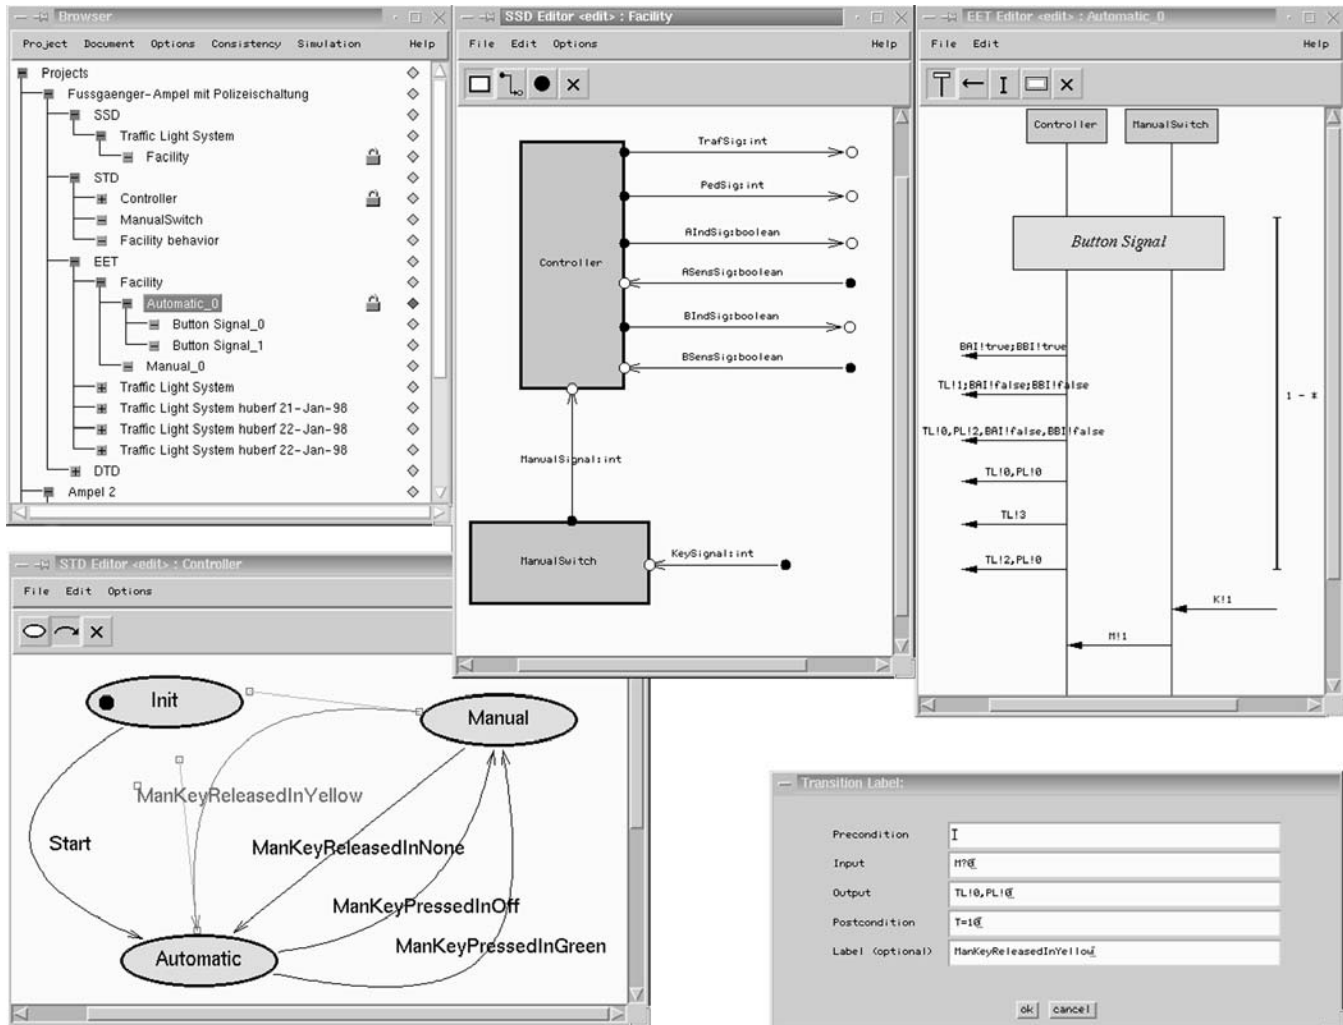 Browser
Project Document Options Consistency Simulation Help
Projects
Fussgaenger-Ampel mit Polizeischaltung
SSD
Traffic Light System
Facility
STD
Controller
ManualSwitch
Facility behavior
EET
Facility
Automatic_0
Button Signal_0
Button Signal_1
Manual_0
Traffic Light System
Traffic Light System huberf 21-Jan-98
Traffic Light System huberf 22-Jan-98
Traffic Light System huberf 22-Jan-98
DTD
Ampel 2
SSD Editor <edit> : Facility
File Edit Options Help
TrafSig:int
PedSig:int
AIndSig:boolean
Controller
ASensSig:boolean
BIndSig:boolean
BSensSig:boolean
ManualSignal:int
KeySignal:int
ManualSwitch
EET Editor <edit> : Automatic_0
File Edit Help
Controller ManualSwitch
Button Signal
BAI!true;BBI!true
TL!1;BAI!false;BBI!false
1 - *
TL!0,PL!2,BAI!false,BBI!false
TL!0,PL!0
TL!3
TL!2,PL!0
K!1
M!1
STD Editor <edit> : Controller
File Edit Options
Init
Manual
ManKeyReleasedInYellow
Start
ManKeyReleasedInNone
ManKeyPressedInOff
ManKeyPressedInGreen
Automatic
Transition Label:
Precondition
Input M?0
Output TL!0,PL!0
Postcondition T=10
Label (optional) ManKeyReleasedInYellow
ok cancel